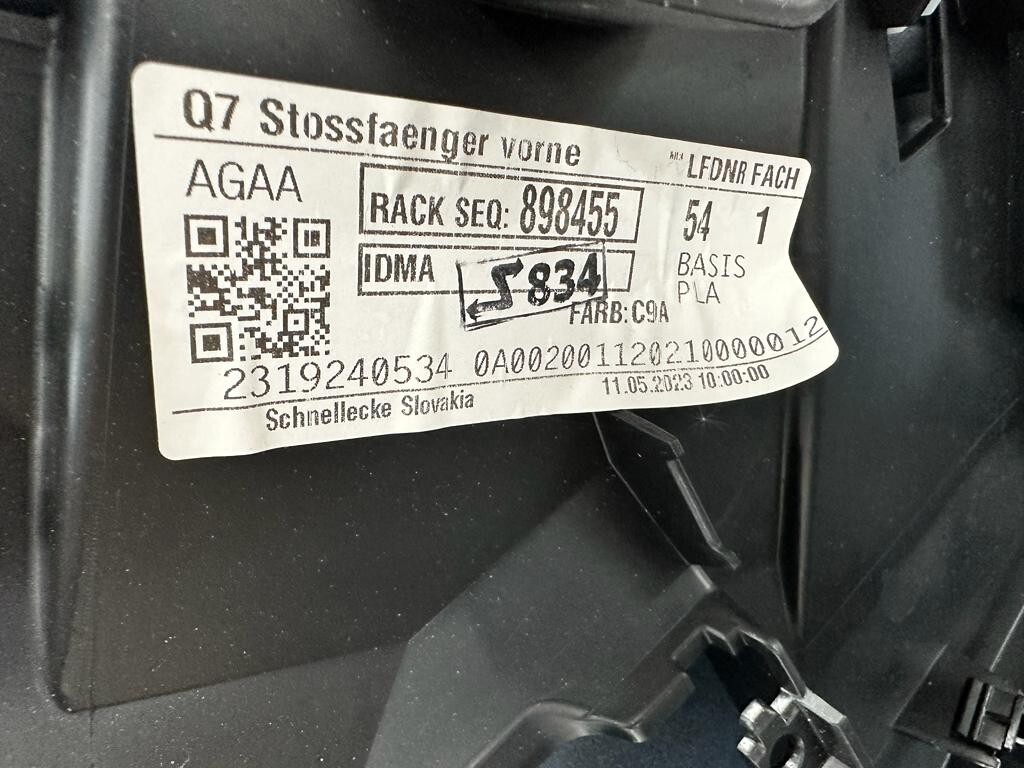 Q7 Stossfaenger vorne
LFDNR FACH
AGAA
RACK SEQ: 898455
54 1
IDMA
S 834
BASIS
PLA
FARB: C9A
2319240534 0A002001120210000012
11.05.2023 10:00:00
Schnellecke Slovakia